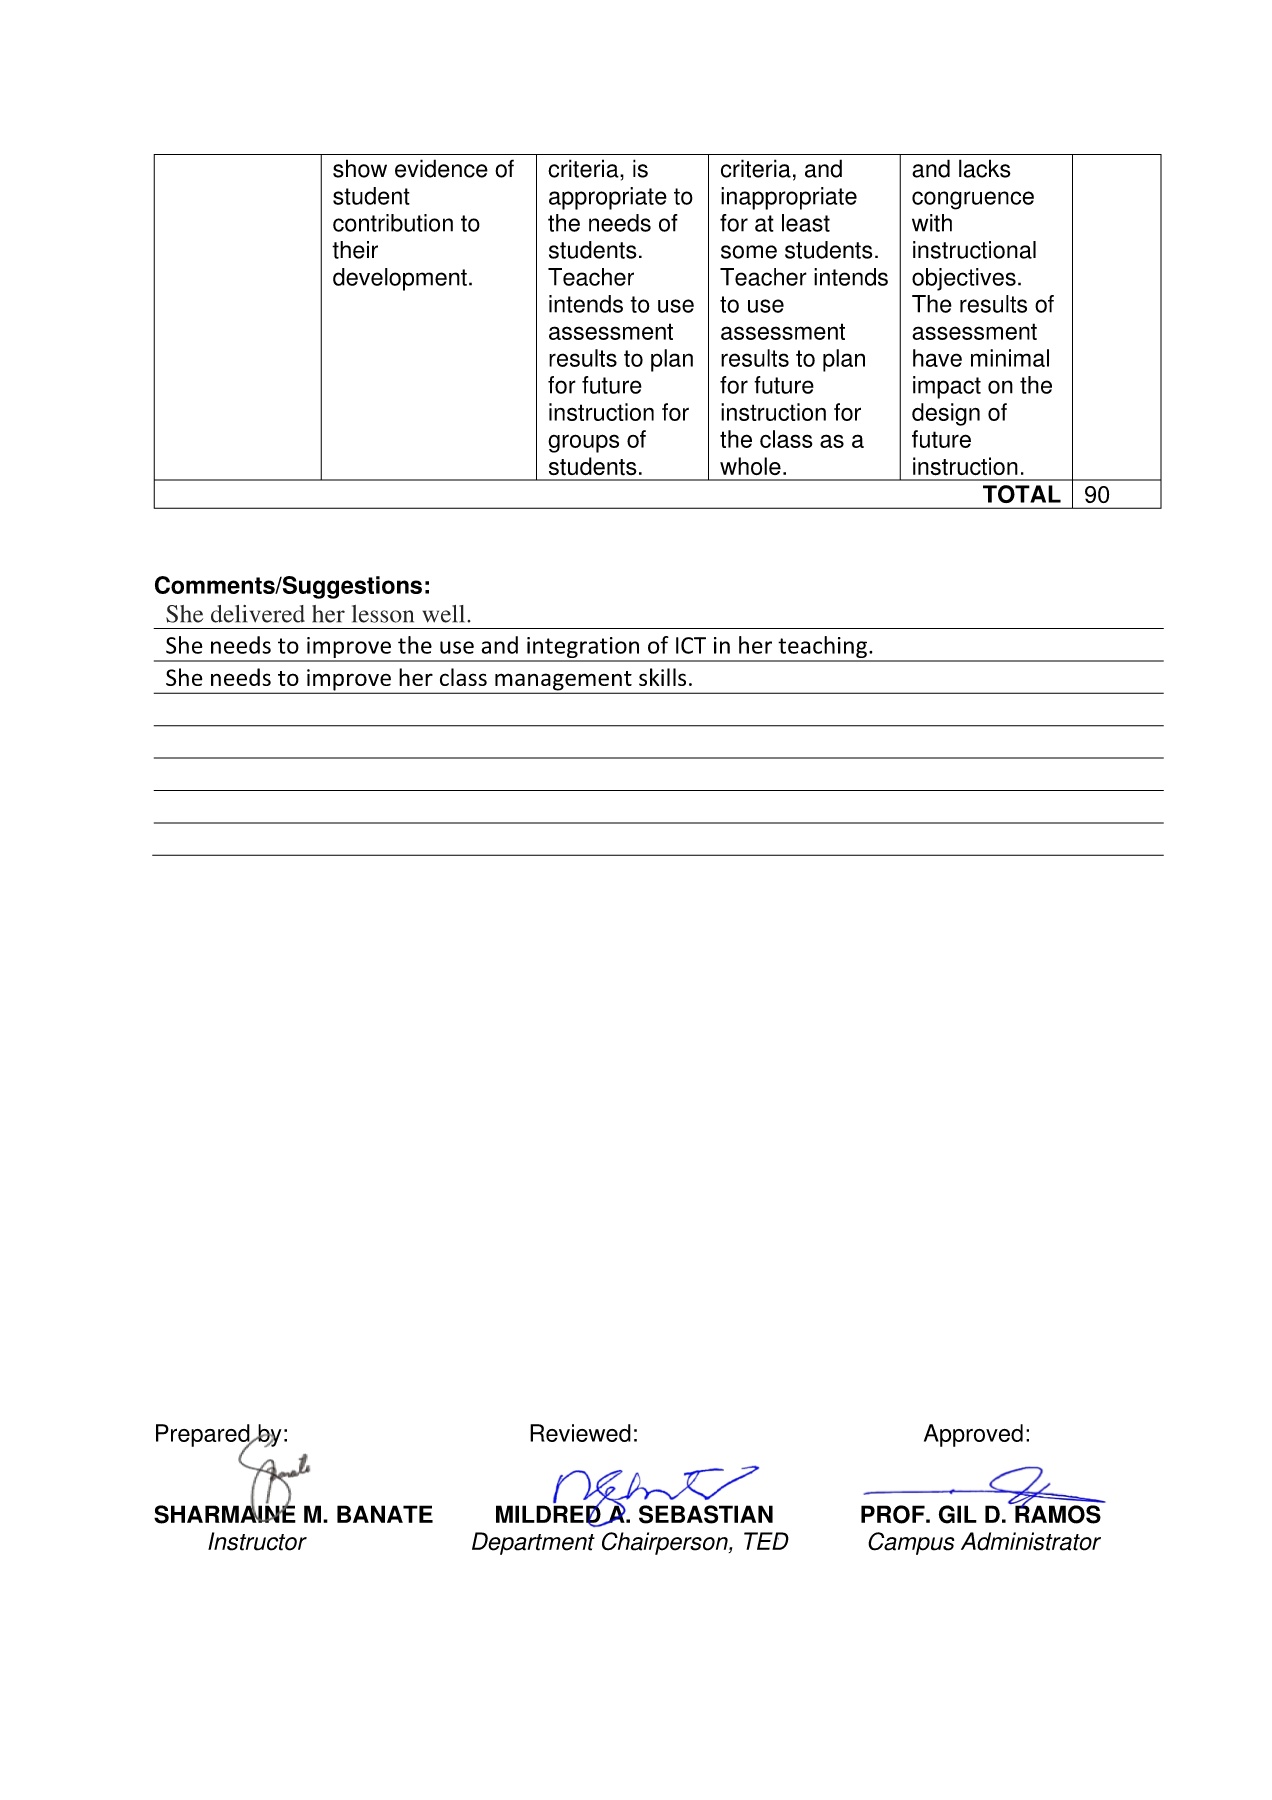 show evidence of
student
contribution to
their
development.
criteria, is
appropriate to
the needs of
students.
Teacher
intends to use
assessment
results to plan
for future
instruction for
groups of
students.
criteria, and
inappropriate
for at least
some students.
Teacher intends
to use
assessment
results to plan
for future
instruction for
the class as a
whole.
and lacks
congruence
with
instructional
objectives.
The results of
assessment
have minimal
impact on the
design of
future
instruction.
TOTAL 90
Comments/Suggestions:
She delivered her lesson well.
She needs to improve the use and integration of ICT in her teaching.
She needs to improve her class management skills.
Prepared by: Reviewed: Approved:
SHARMAINE M. BANATE MILDRED A. SEBASTIAN PROF. GIL D. RAMOS
Instructor Department Chairperson, TED Campus Administrator